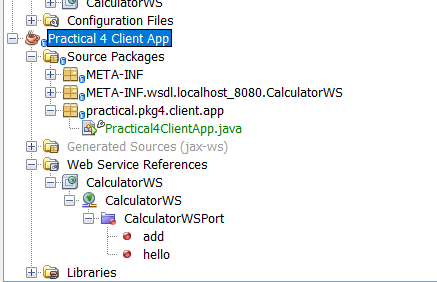 CalculatorWS
Configuration Files
Practical 4 Client App
Source Packages
META-INF
META-INF.wsdl.localhost_8080.CalculatorWS
practical.pkg4.client.app
Practical4ClientApp.java
Generated Sources (jax-ws)
Web Service References
CalculatorWS
CalculatorWS
CalculatorWSPort
add
hello
Libraries